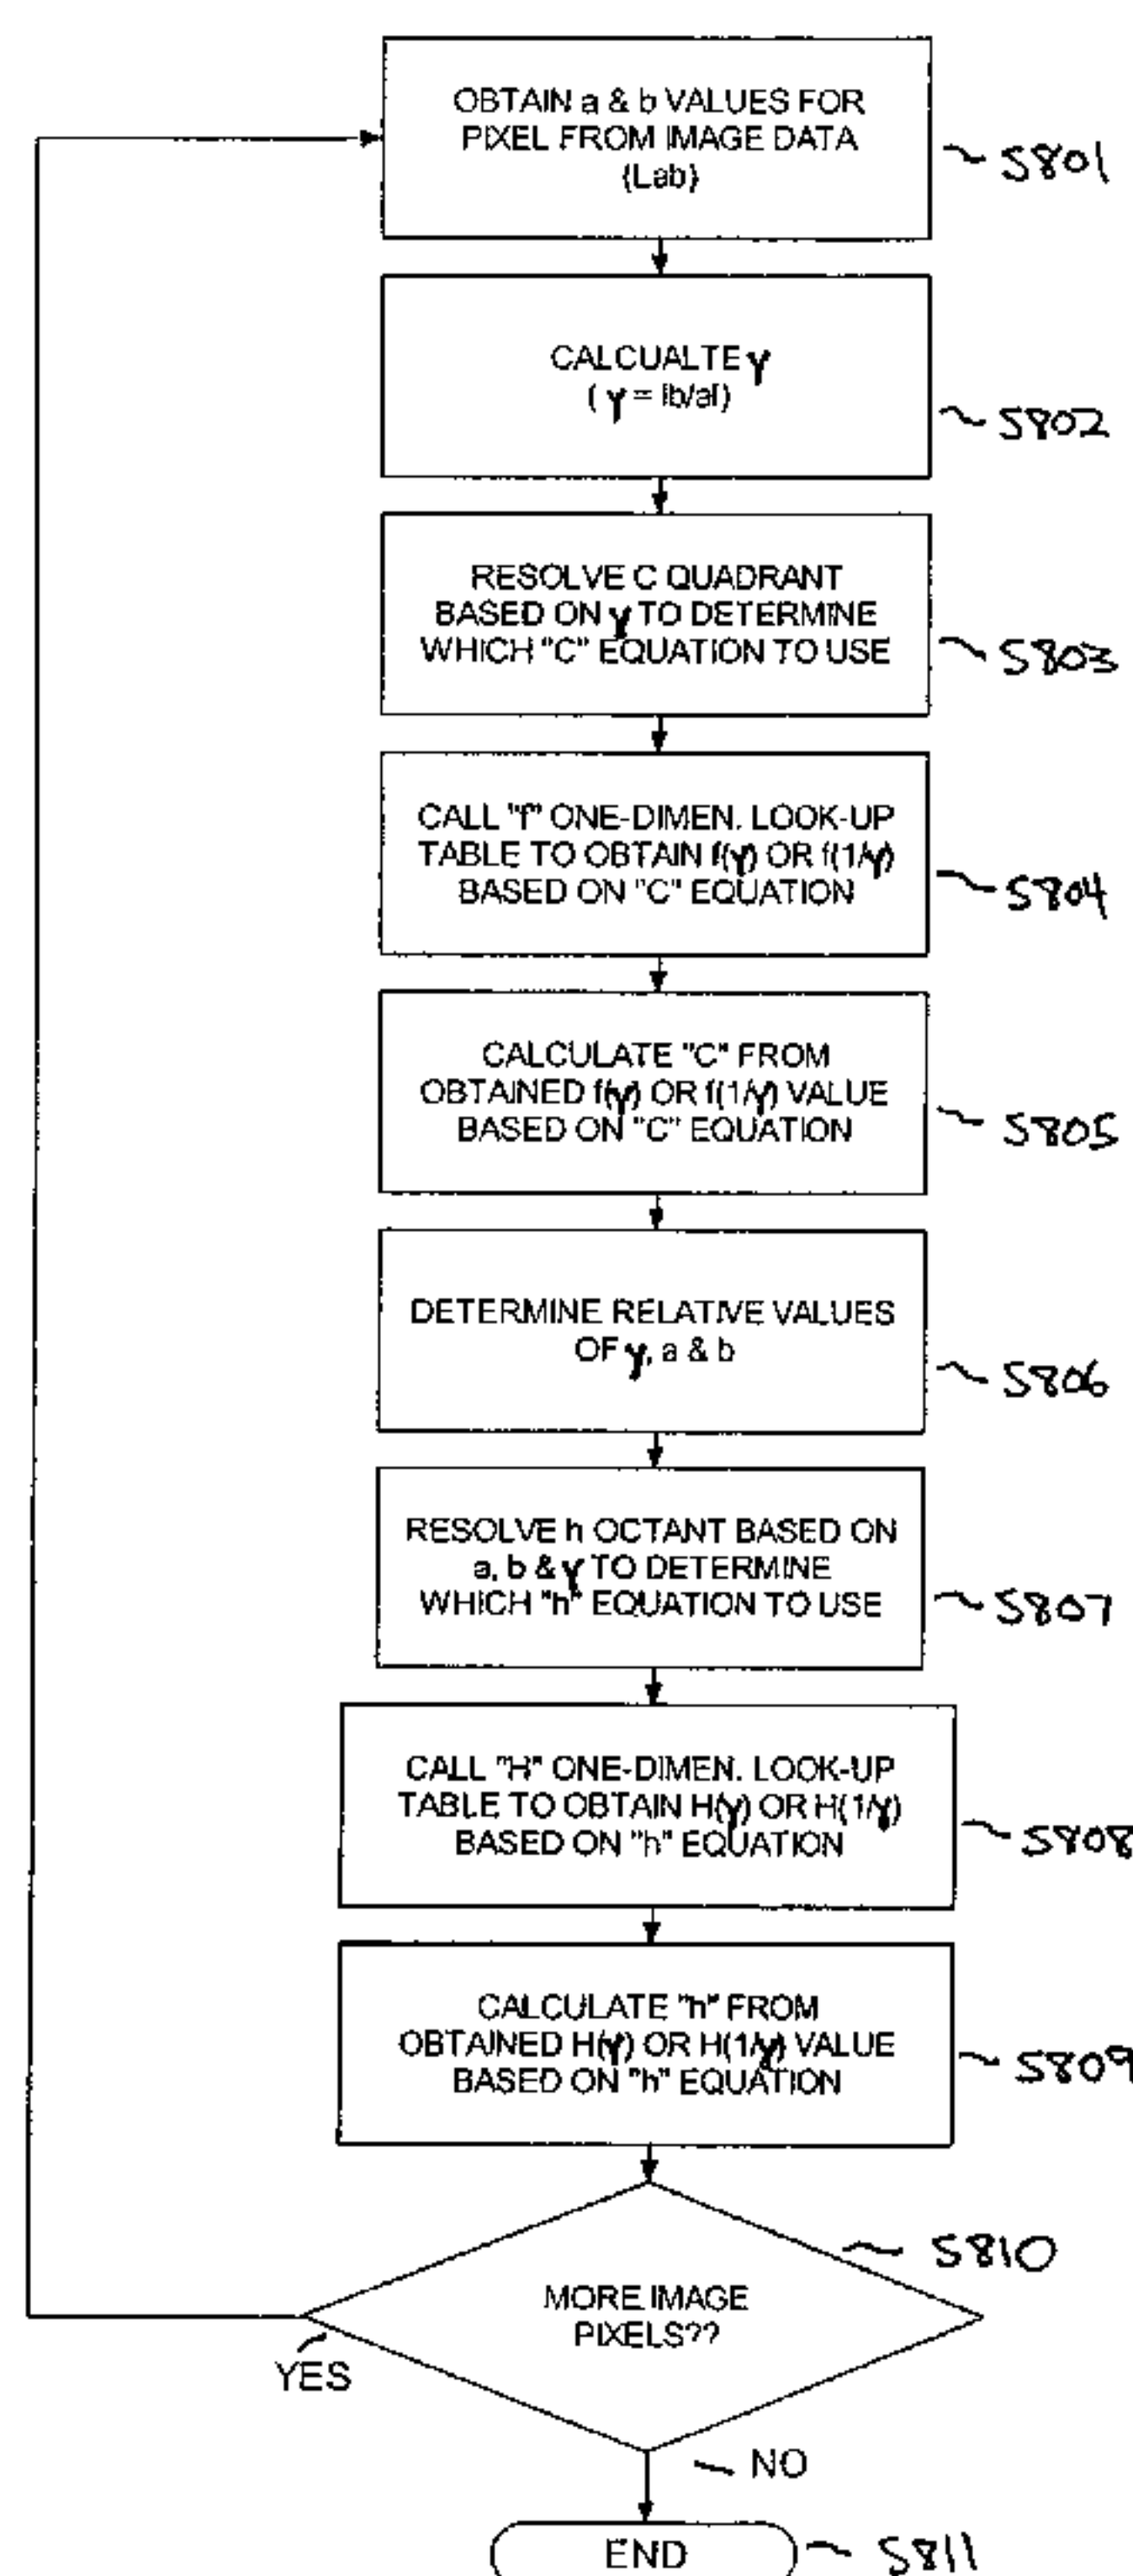 OBTAIN a & b VALUES FOR
PIXEL FROM IMAGE DATA
(Lab)
S801
CALCUALTE γ
( γ = |b/a|)
S802
RESOLVE C QUADRANT
BASED ON γ TO DETERMINE
WHICH "C" EQUATION TO USE
S803
CALL "f" ONE-DIMEN. LOOK-UP
TABLE TO OBTAIN f(γ) OR f(1/γ)
BASED ON "C" EQUATION
S804
CALCULATE "C" FROM
OBTAINED f(γ) OR f(1/γ) VALUE
BASED ON "C" EQUATION
S805
DETERMINE RELATIVE VALUES
OF γ, a & b
S806
RESOLVE h OCTANT BASED ON
a, b & γ TO DETERMINE
WHICH "h" EQUATION TO USE
S807
CALL "H" ONE-DIMEN. LOOK-UP
TABLE TO OBTAIN H(γ) OR H(1/γ)
BASED ON "h" EQUATION
S808
CALCULATE "h" FROM
OBTAINED H(γ) OR H(1/γ) VALUE
BASED ON "h" EQUATION
S809
S810
MORE IMAGE
PIXELS??
YES
NO
END
S811